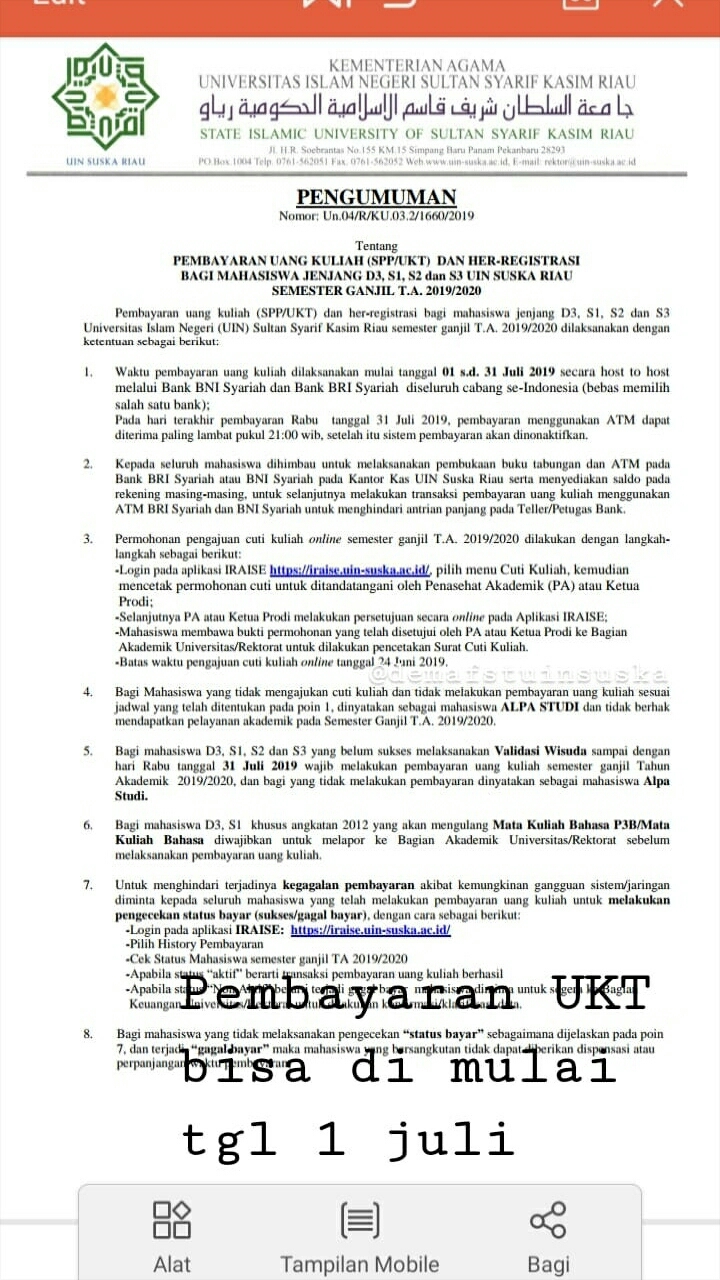 Edit
KEMENTERIAN AGAMA
UNIVERSITAS ISLAM NEGERI SULTAN SYARIF KASIM RIAU
جامعة السلطان شريف قاسم الإسلامية الحكومية رياو
STATE ISLAMIC UNIVERSITY OF SULTAN SYARIF KASIM RIAU
UIN SUSKA RIAU
Jl. H.R. Soebrantas No.155 KM.15 Simpang Baru Panam Pekanbaru 28293
PO.Box.1004 Telp. 0761-562051 Fax. 0761-562052 Web.www.uin-suska.ac.id, E-mail: rektor@uin-suska.ac.id
PENGUMUMAN
Nomor: Un.04/R/KU.03.2/1660/2019
Tentang
PEMBAYARAN UANG KULIAH (SPP/UKT) DAN HER-REGISTRASI
BAGI MAHASISWA JENJANG D3, S1, S2 dan S3 UIN SUSKA RIAU
SEMESTER GANJIL T.A. 2019/2020
Pembayaran uang kuliah (SPP/UKT) dan her-registrasi bagi mahasiswa jenjang D3, S1, S2 dan S3
Universitas Islam Negeri (UIN) Sultan Syarif Kasim Riau semester ganjil T.A. 2019/2020 dilaksanakan dengan
ketentuan sebagai berikut:
1. Waktu pembayaran uang kuliah dilaksanakan mulai tanggal 01 s.d. 31 Juli 2019 secara host to host
melalui Bank BNI Syariah dan Bank BRI Syariah diseluruh cabang se-Indonesia (bebas memilih
salah satu bank);
Pada hari terakhir pembayaran Rabu tanggal 31 Juli 2019, pembayaran menggunakan ATM dapat
diterima paling lambat pukul 21:00 wib, setelah itu sistem pembayaran akan dinonaktifkan.
2. Kepada seluruh mahasiswa dihimbau untuk melaksanakan pembukaan buku tabungan dan ATM pada
Bank BRI Syariah atau BNI Syariah pada Kantor Kas UIN Suska Riau serta menyediakan saldo pada
rekening masing-masing, untuk selanjutnya melakukan transaksi pembayaran uang kuliah menggunakan
ATM BRI Syariah dan BNI Syariah untuk menghindari antrian panjang pada Teller/Petugas Bank.
3. Permohonan pengajuan cuti kuliah online semester ganjil T.A. 2019/2020 dilakukan dengan langkah-
langkah sebagai berikut:
-Login pada aplikasi IRAISE https://iraise.uin-suska.ac.id/, pilih menu Cuti Kuliah, kemudian
mencetak permohonan cuti untuk ditandatangani oleh Penasehat Akademik (PA) atau Ketua
Prodi;
-Selanjutnya PA atau Ketua Prodi melakukan persetujuan secara online pada Aplikasi IRAISE;
-Mahasiswa membawa bukti permohonan yang telah disetujui oleh PA atau Ketua Prodi ke Bagian
Akademik Universitas/Rektorat untuk dilakukan pencetakan Surat Cuti Kuliah.
-Batas waktu pengajuan cuti kuliah online tanggal 24 Juni 2019.
@demafstuinsuska
4. Bagi Mahasiswa yang tidak mengajukan cuti kuliah dan tidak melakukan pembayaran uang kuliah sesuai
jadwal yang telah ditentukan pada poin 1, dinyatakan sebagai mahasiswa ALPA STUDI dan tidak berhak
mendapatkan pelayanan akademik pada Semester Ganjil T.A. 2019/2020.
5. Bagi mahasiswa D3, S1, S2 dan S3 yang belum sukses melaksanakan Validasi Wisuda sampai dengan
hari Rabu tanggal 31 Juli 2019 wajib melakukan pembayaran uang kuliah semester ganjil Tahun
Akademik 2019/2020, dan bagi yang tidak melakukan pembayaran dinyatakan sebagai mahasiswa Alpa
Studi.
6. Bagi mahasiswa D3, S1 khusus angkatan 2012 yang akan mengulang Mata Kuliah Bahasa P3B/Mata
Kuliah Bahasa diwajibkan untuk melapor ke Bagian Akademik Universitas/Rektorat sebelum
melaksanakan pembayaran uang kuliah.
7. Untuk menghindari terjadinya kegagalan pembayaran akibat kemungkinan gangguan sistem/jaringan
diminta kepada seluruh mahasiswa yang telah melakukan pembayaran uang kuliah untuk melakukan
pengecekan status bayar (sukses/gagal bayar), dengan cara sebagai berikut:
-Login pada aplikasi IRAISE: https://iraise.uin-suska.ac.id/
-Pilih History Pembayaran
-Cek Status Mahasiswa semester ganjil TA 2019/2020
-Apabila status "aktif" berarti transaksi pembayaran uang kuliah berhasil
-Apabila status gagal bayar mahasiswa diminta untuk segera ke Bagian
Keuangan
8. Bagi mahasiswa yang tidak melaksanakan pengecekan "status bayar" sebagaimana dijelaskan pada poin
7, dan terjadi "gagal bayar" maka mahasiswa yang bersangkutan tidak dapat diberikan dispensasi atau
perpanjangan waktu pembayaran
Pembayaran UKT
bisa di mulai
tgl 1 juli
Alat
Tampilan Mobile
Bagi